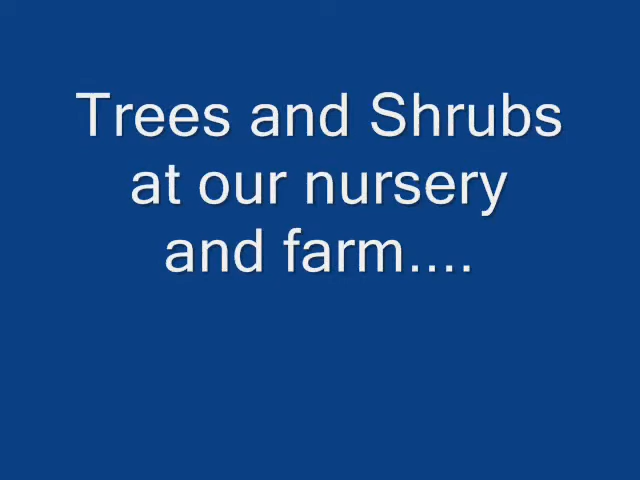 Trees and Shrubs
at our nursery
and farm....